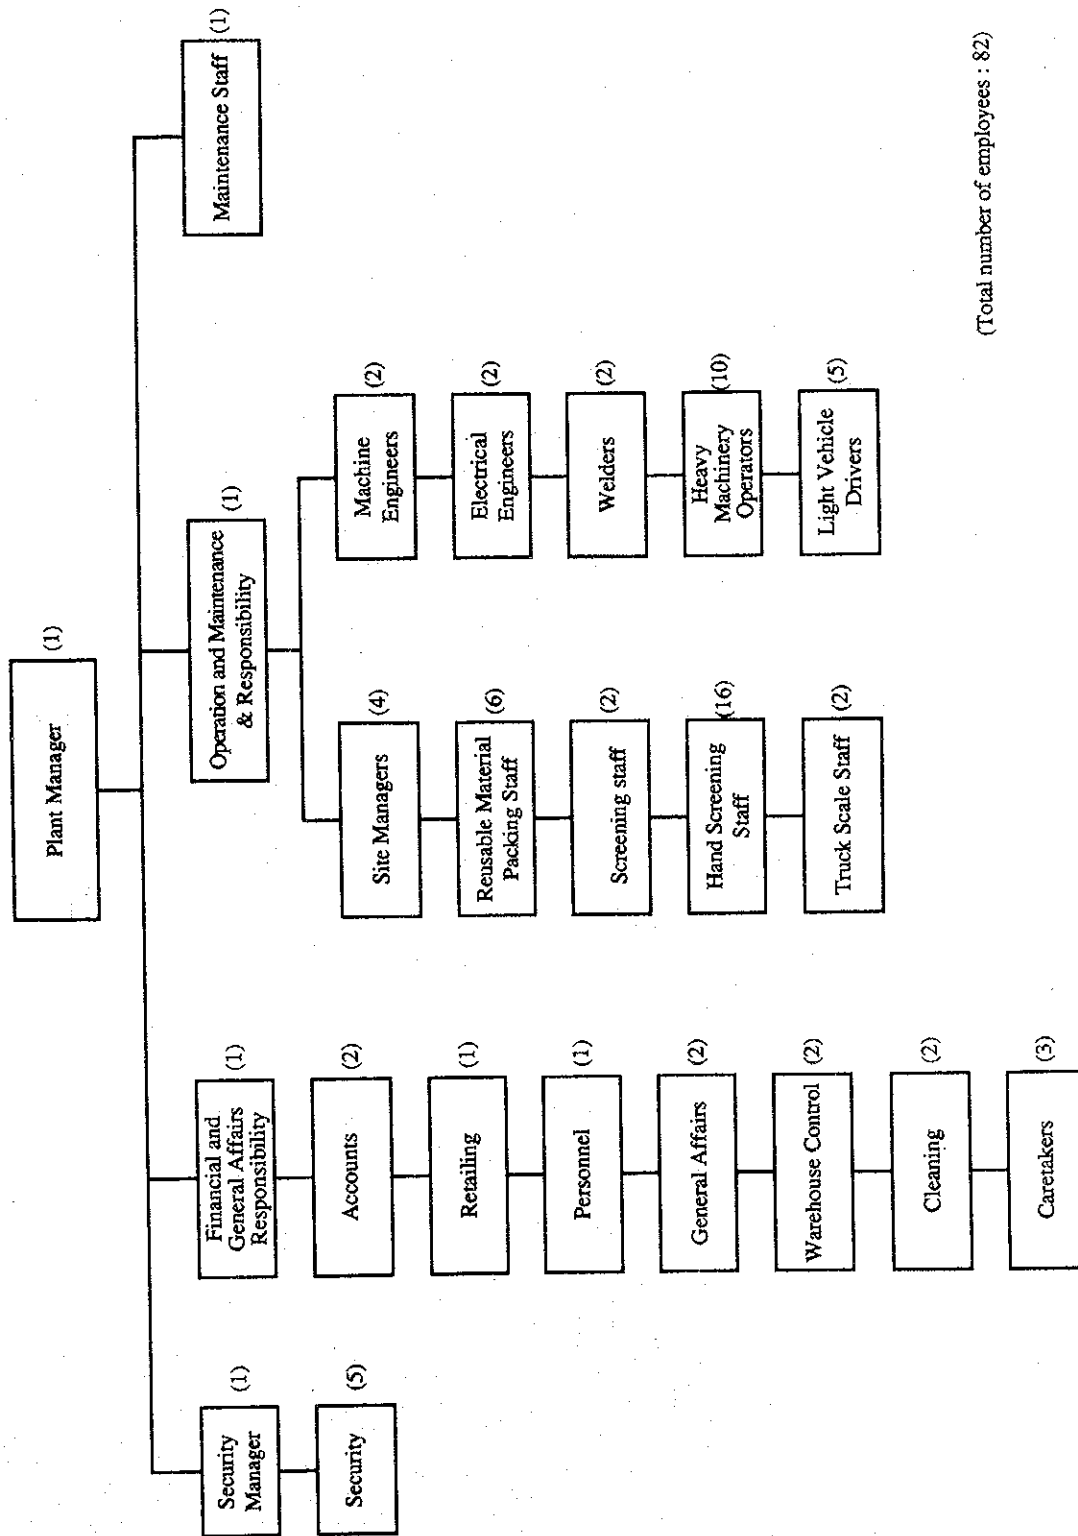 Plant Manager
(1)
Security
Manager
(1)
Security
(5)
Financial and
General Affairs
Responsibility
(1)
Accounts
(2)
Retailing
(1)
Personnel
(1)
General Affairs
(2)
Warehouse Control
(2)
Cleaning
(2)
Caretakers
(3)
Operation and Maintenance
& Responsibility
(1)
Site Managers
(4)
Reusable Material
Packing Staff
(6)
Screening staff
(2)
Hand Screening
Staff
(16)
Truck Scale Staff
(2)
Machine
Engineers
(2)
Electrical
Engineers
(2)
Welders
(2)
Heavy
Machinery
Operators
(10)
Light Vehicle
Drivers
(5)
Maintenance Staff
(1)
(Total number of employees : 82)